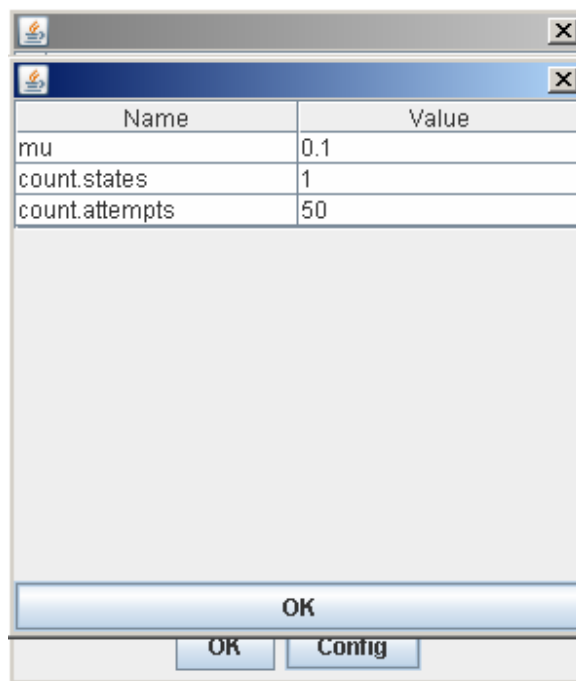 Name Value
mu 0.1
count.states 1
count.attempts 50
OK
OK Config